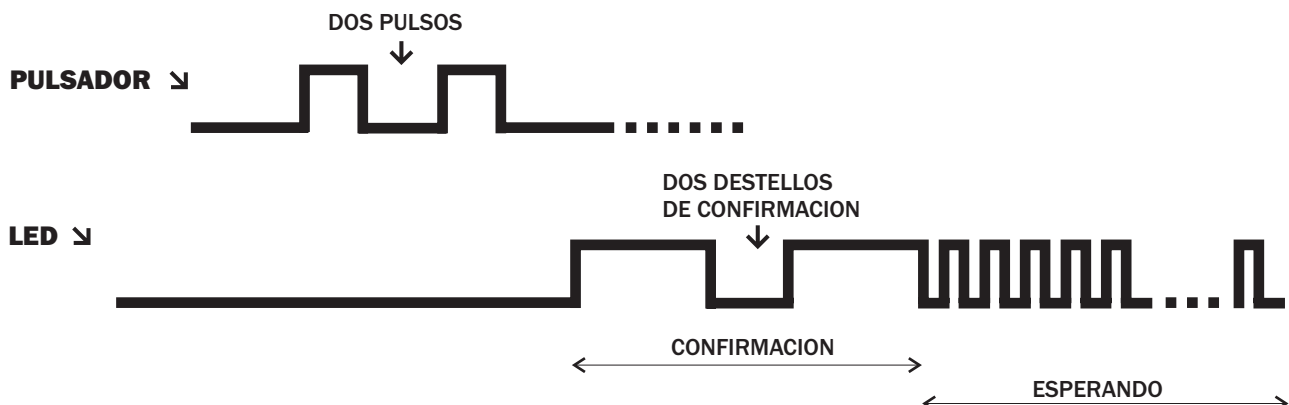 DOS PULSOS
PULSADOR
DOS DESTELLOS
DE CONFIRMACION
LED
CONFIRMACION
ESPERANDO